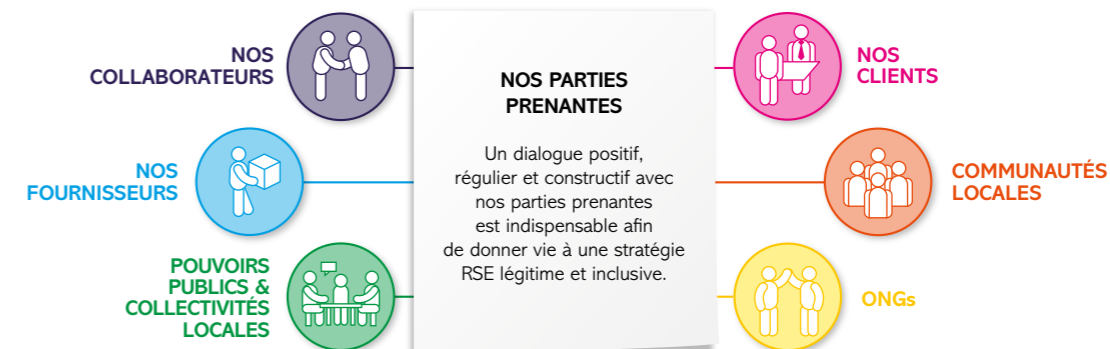 NOS
COLLABORATEURS
NOS
FOURNISSEURS
POUVOIRS
PUBLICS &
COLLECTIVITÉS
LOCALES
NOS PARTIES
PRENANTES
Un dialogue positif,
régulier et constructif avec
nos parties prenantes
est indispensable afin
de donner vie à une stratégie
RSE légitime et inclusive.
NOS
CLIENTS
COMMUNAUTÉS
LOCALES
ONGs